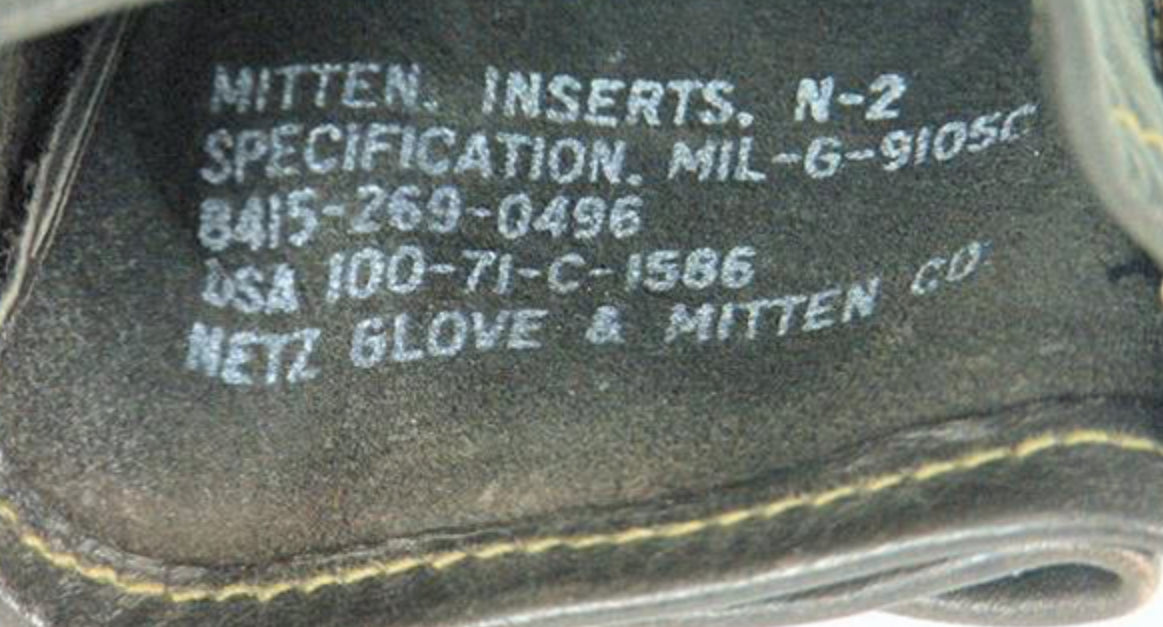 MITTEN. INSERTS. N-2
SPECIFICATION. MIL-G-9105C
8415-269-0496
DSA 100-71-C-1586
NETZ GLOVE & MITTEN CO